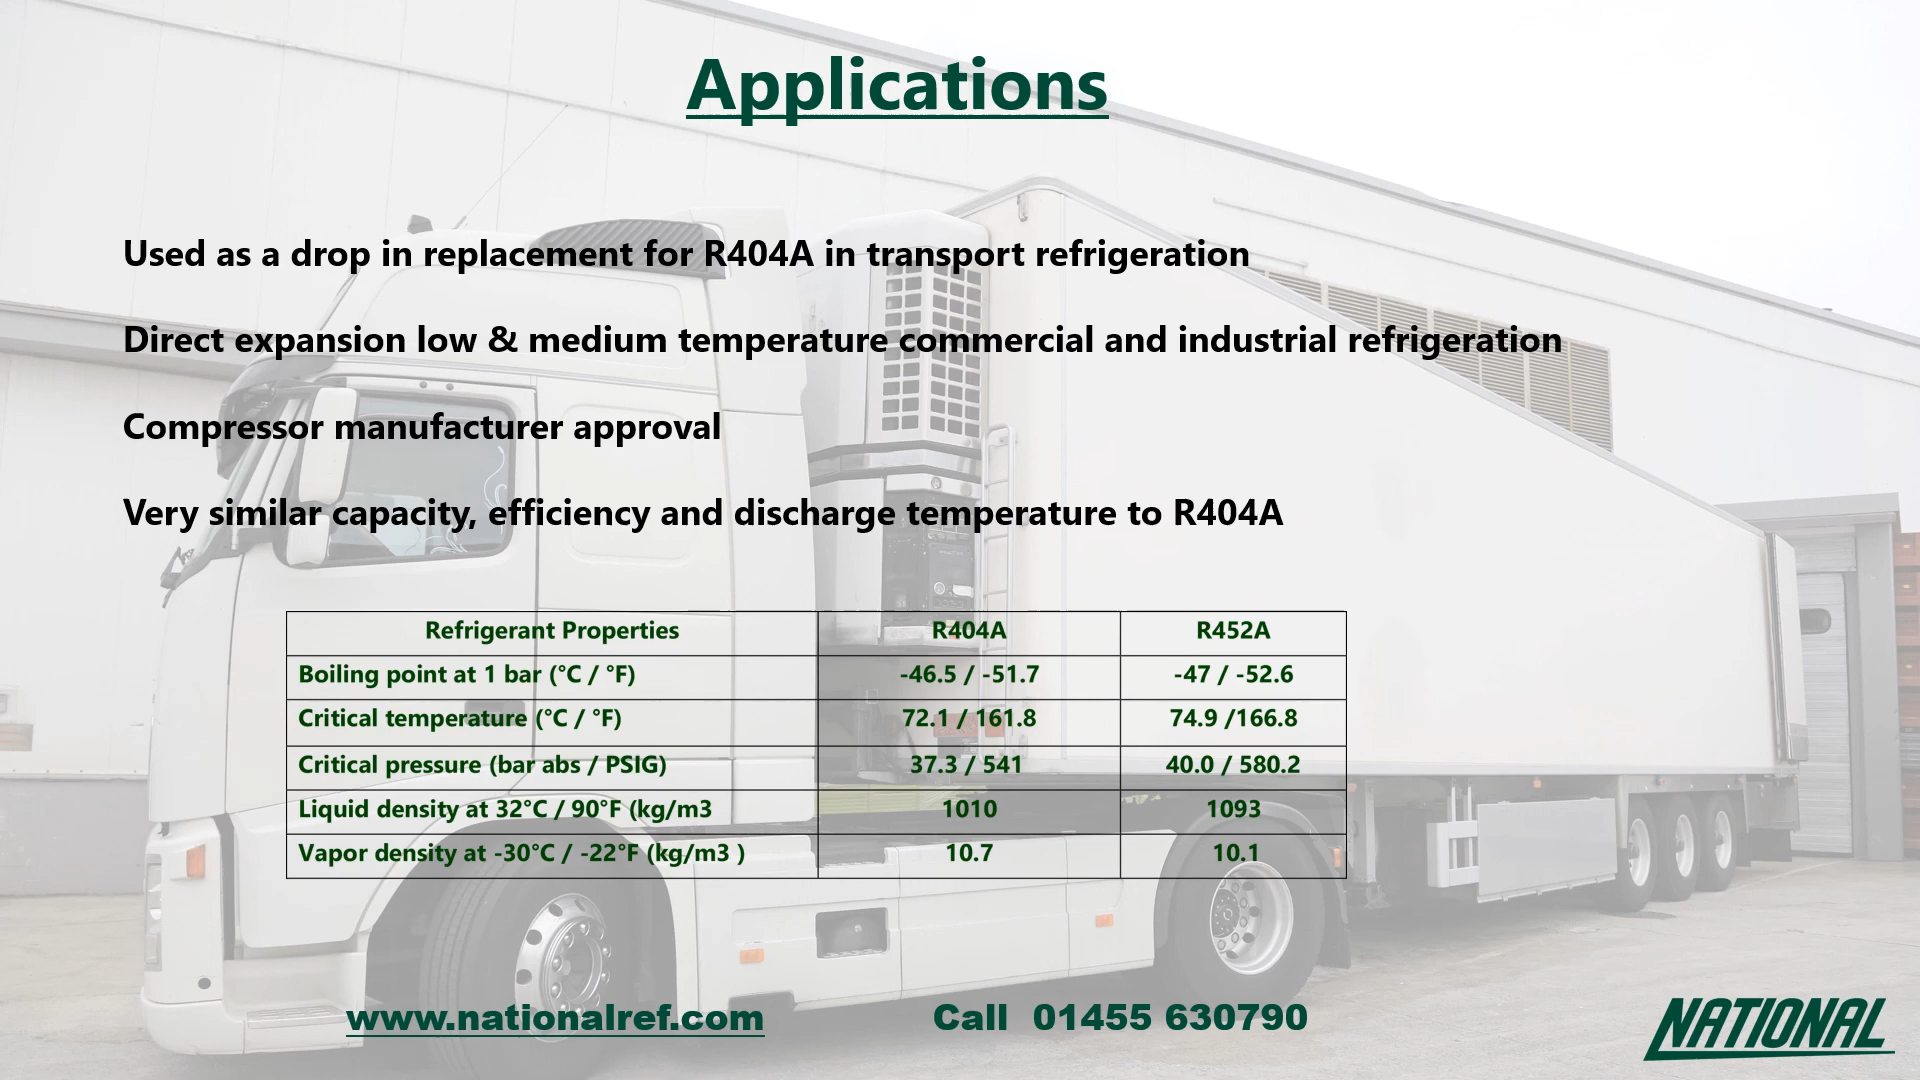 Applications
Used as a drop in replacement for R404A in transport refrigeration
Direct expansion low & medium temperature commercial and industrial refrigeration
Compressor manufacturer approval
Very similar capacity, efficiency and discharge temperature to R404A
Refrigerant Properties R404A R452A
Boiling point at 1 bar (°C / °F) -46.5 / -51.7 -47 / -52.6
Critical temperature (°C / °F) 72.1 / 161.8 74.9 /166.8
Critical pressure (bar abs / PSIG) 37.3 / 541 40.0 / 580.2
Liquid density at 32°C / 90°F (kg/m3 1010 1093
Vapor density at -30°C / -22°F (kg/m3 ) 10.7 10.1
www.nationalref.com Call 01455 630790
NATIONAL